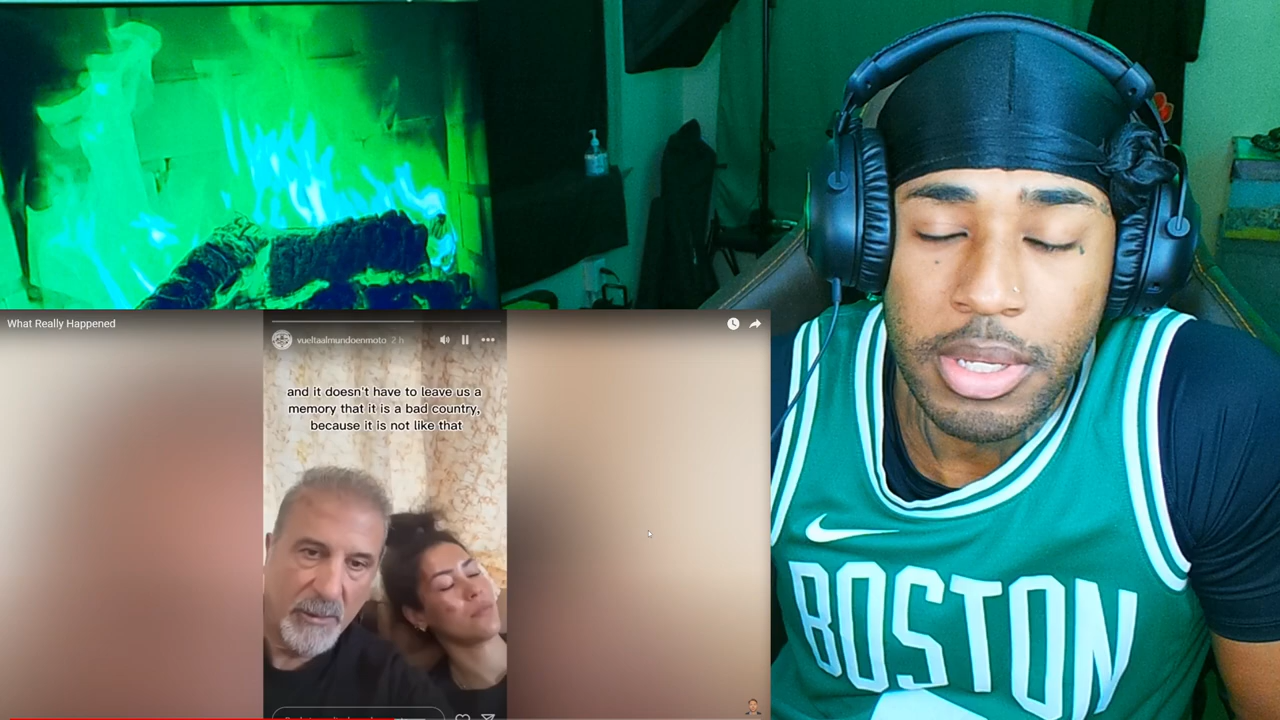 What Really Happened
vueltaalmundoenmoto 2 h
and it doesn't have to leave us a
memory that it is a bad country,
because it is not like that
BOSTON